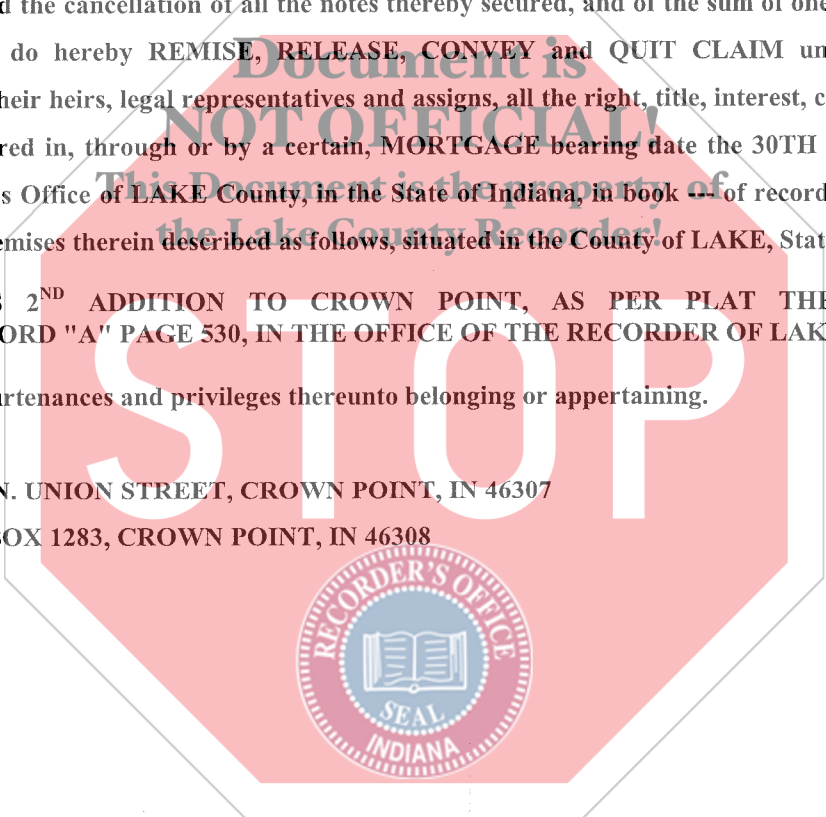 d the cancellation of all the notes thereby secured, and of the sum of one
do hereby REMISE, RELEASE, CONVEY and QUIT CLAIM un
Document is
heir heirs, legal representatives and assigns, all the right, title, interest, c
NOT OFFICIAL!
red in, through or by a certain, MORTGAGE bearing date the 30TH
This Document is the property of
s Office of LAKE County, in the State of Indiana, in book --- of record
the Lake County Recorder!
emises therein described as follows, situated in the County of LAKE, Stat
S 2ND ADDITION TO CROWN POINT, AS PER PLAT THE
ORD "A" PAGE 530, IN THE OFFICE OF THE RECORDER OF LAK
STOP
urtenances and privileges thereunto belonging or appertaining.
N. UNION STREET, CROWN POINT, IN 46307
BOX 1283, CROWN POINT, IN 46308
RECORDER'S OFFICE
SEAL
INDIANA